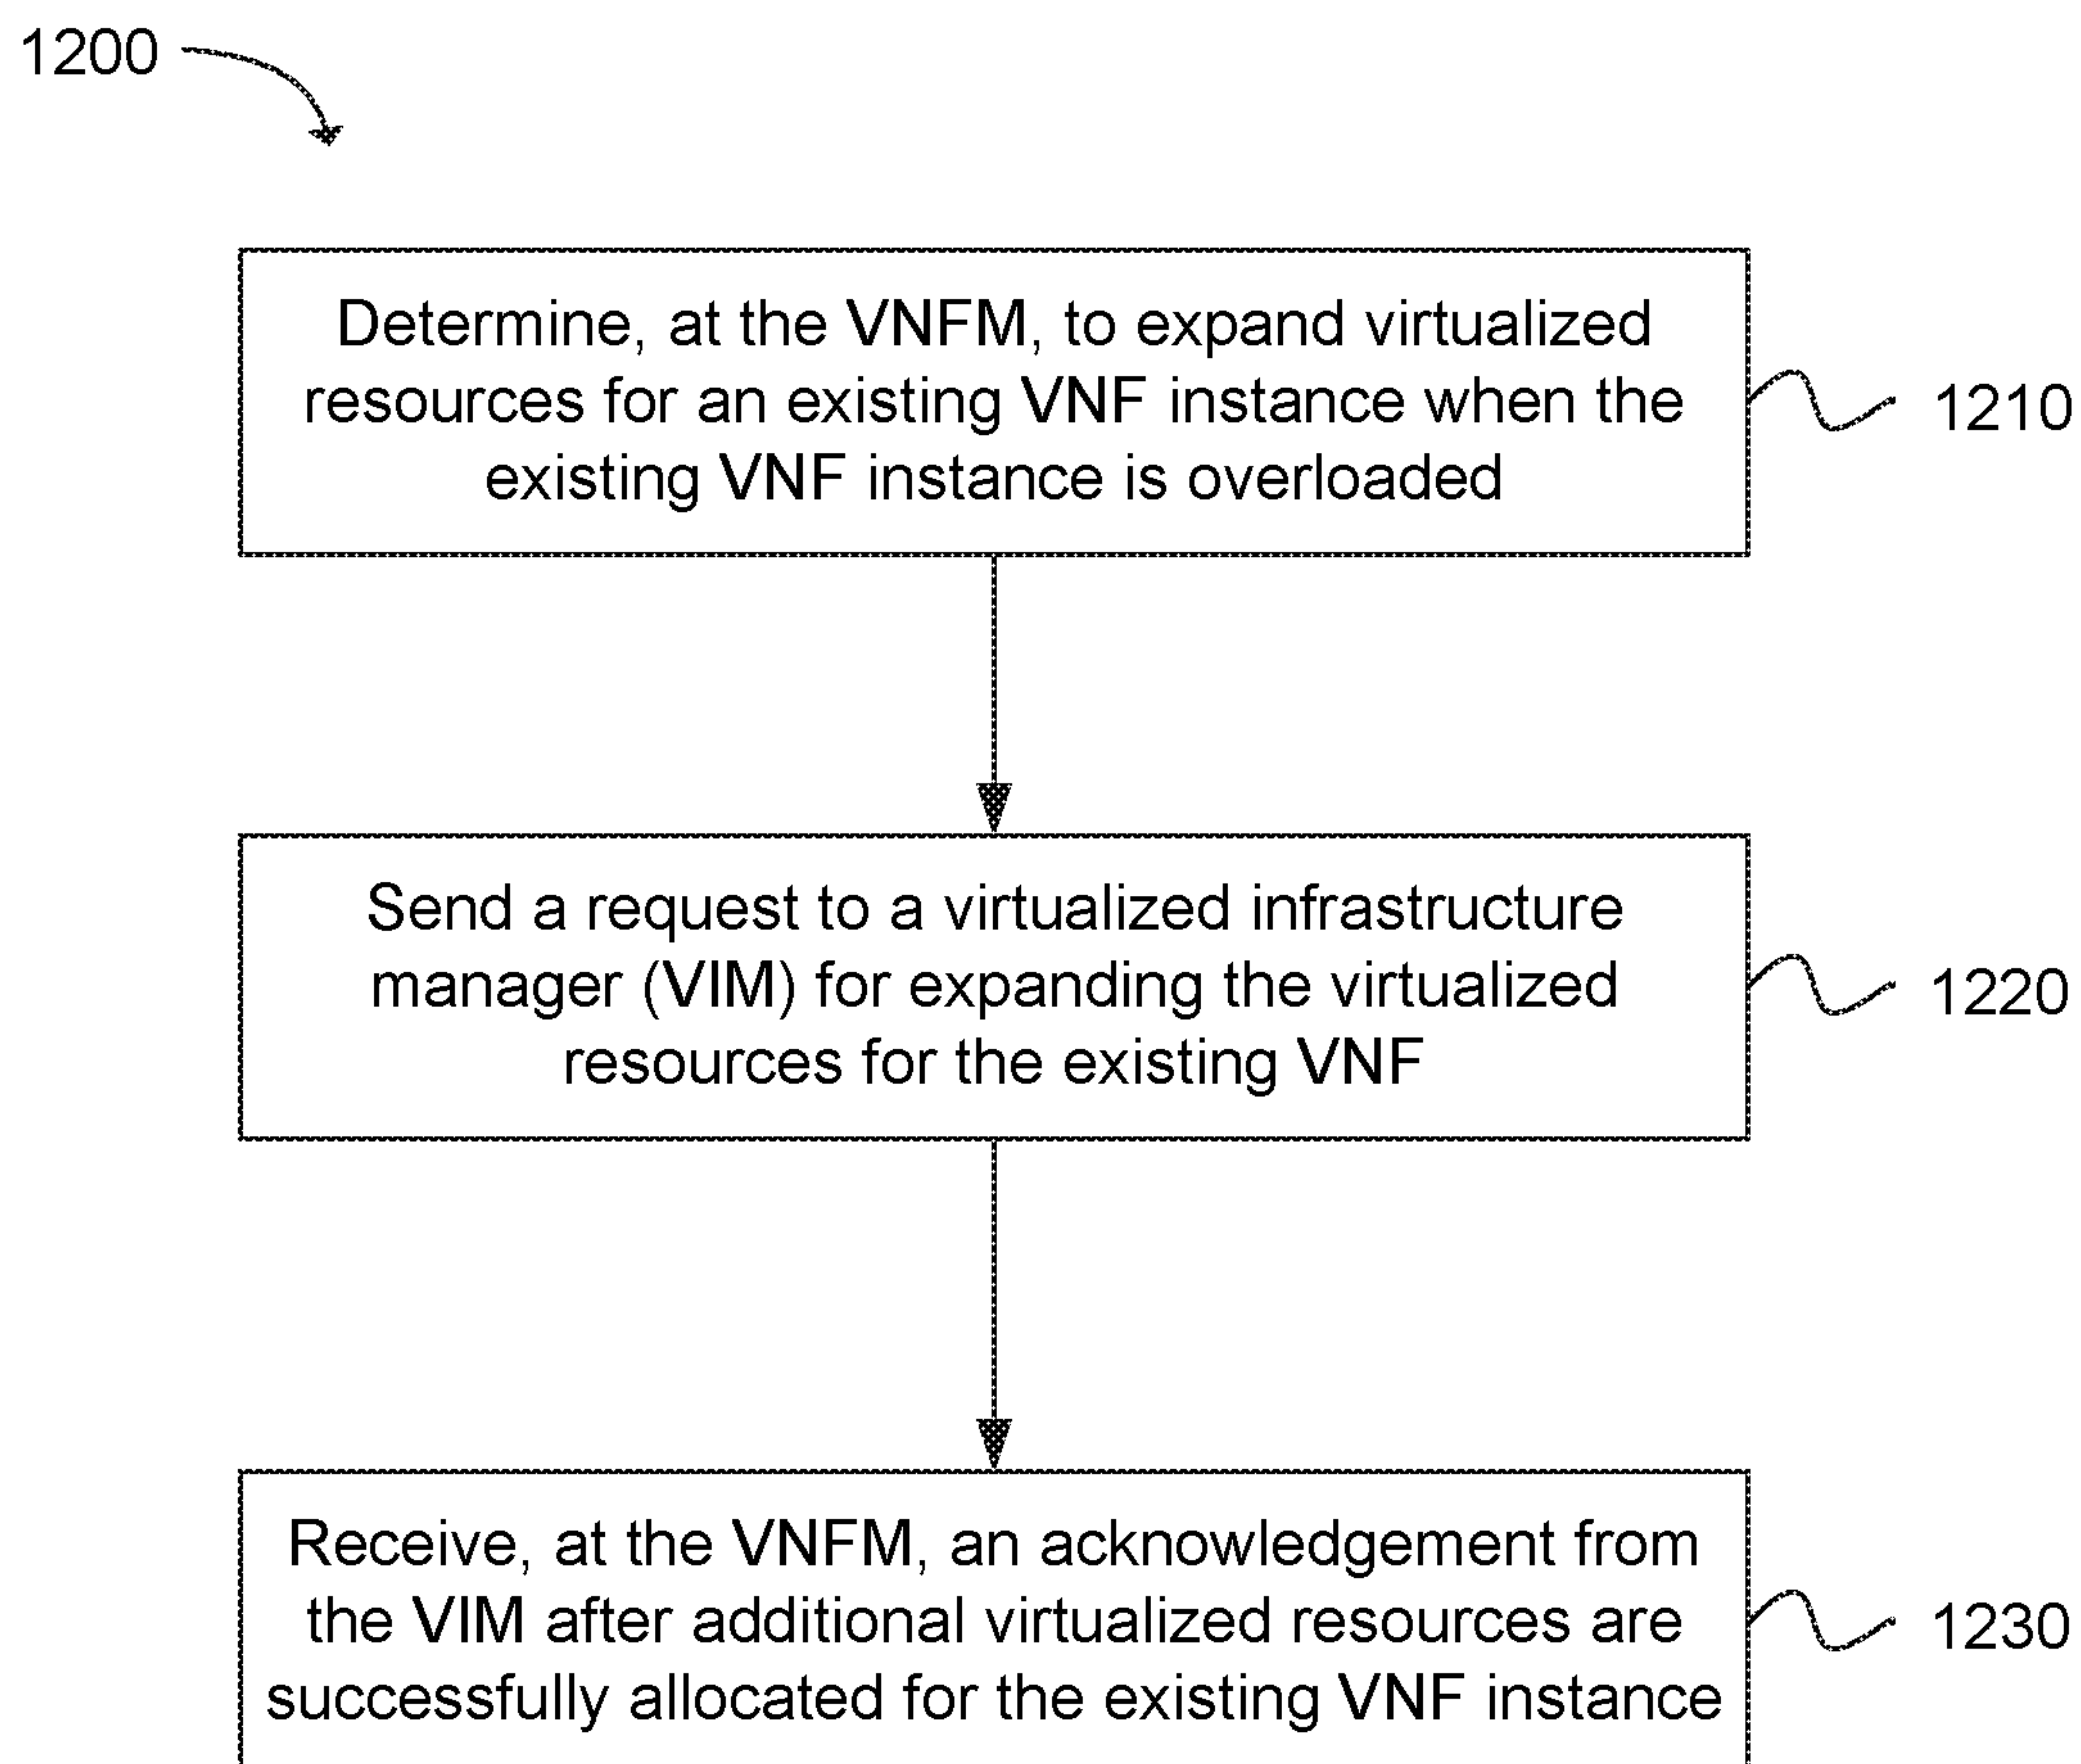 1200
Determine, at the VNFM, to expand virtualized
resources for an existing VNF instance when the
existing VNF instance is overloaded
1210
Send a request to a virtualized infrastructure
manager (VIM) for expanding the virtualized
resources for the existing VNF
1220
Receive, at the VNFM, an acknowledgement from
the VIM after additional virtualized resources are
successfully allocated for the existing VNF instance
1230